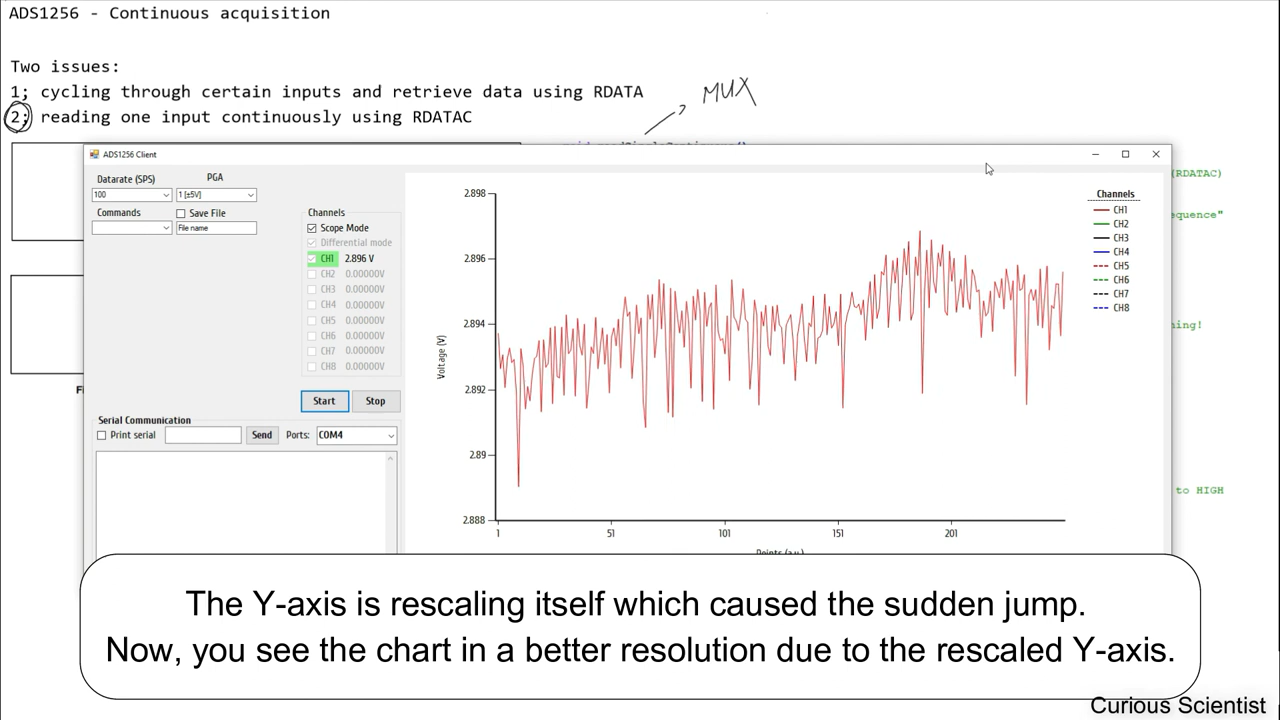 ADS1256 - Continuous acquisition
Two issues:
1; cycling through certain inputs and retrieve data using RDATA
2; reading one input continuously using RDATAC
MUX
ADS1256 Client
(RDATAC)
equence"
ning!
to HIGH
Datarate (SPS)
PGA
100
1 [±5V]
Commands
Save File
File name
Channels
Scope Mode
Differential mode
CH1 2.896 V
CH2 0.00000V
CH3 0.00000V
CH4 0.00000V
CH5 0.00000V
CH6 0.00000V
CH7 0.00000V
CH8 0.00000V
Start
Stop
Serial Communication
Print serial
Send
Ports:
COM4
Voltage (V)
2.898
2.896
2.894
2.892
2.89
2.888
1
51
101
151
201
Points (a.u.)
Channels
CH1
CH2
CH3
CH4
CH5
CH6
CH7
CH8
The Y-axis is rescaling itself which caused the sudden jump.
Now, you see the chart in a better resolution due to the rescaled Y-axis.
Curious Scientist